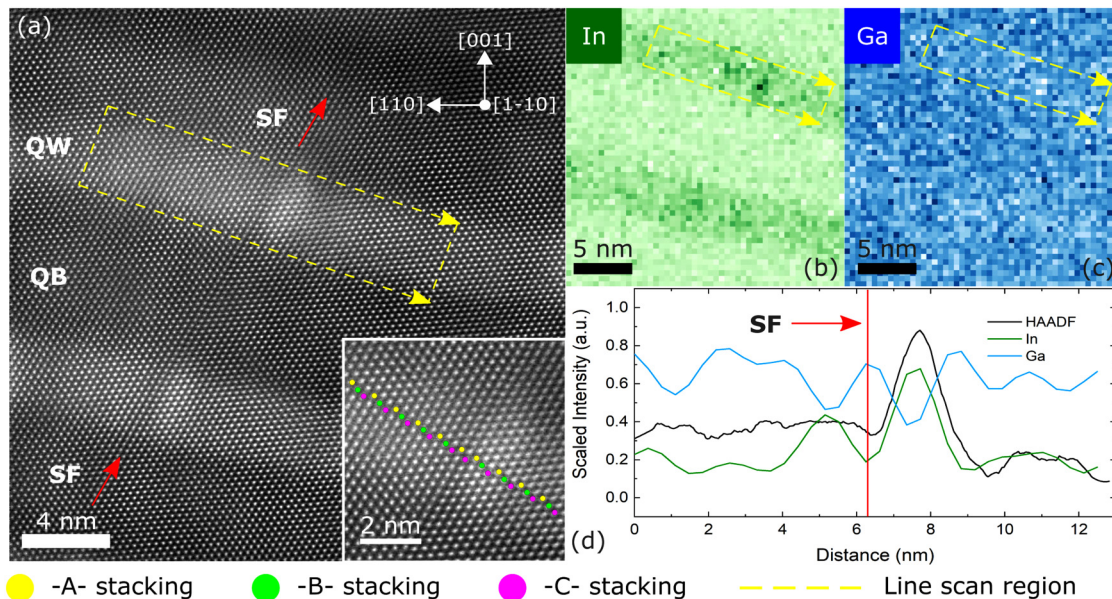 (a)
[001]
[110]
[1-10]
SF
QW
QB
SF
4 nm
2 nm
In
5 nm
(b)
Ga
5 nm
(c)
Scaled Intensity (a.u.)
1.0
0.8
0.6
0.4
0.2
0.0
SF
HAADF
In
Ga
0
2
4
6
8
10
12
(d)
Distance (nm)
-A- stacking
-B- stacking
-C- stacking
Line scan region